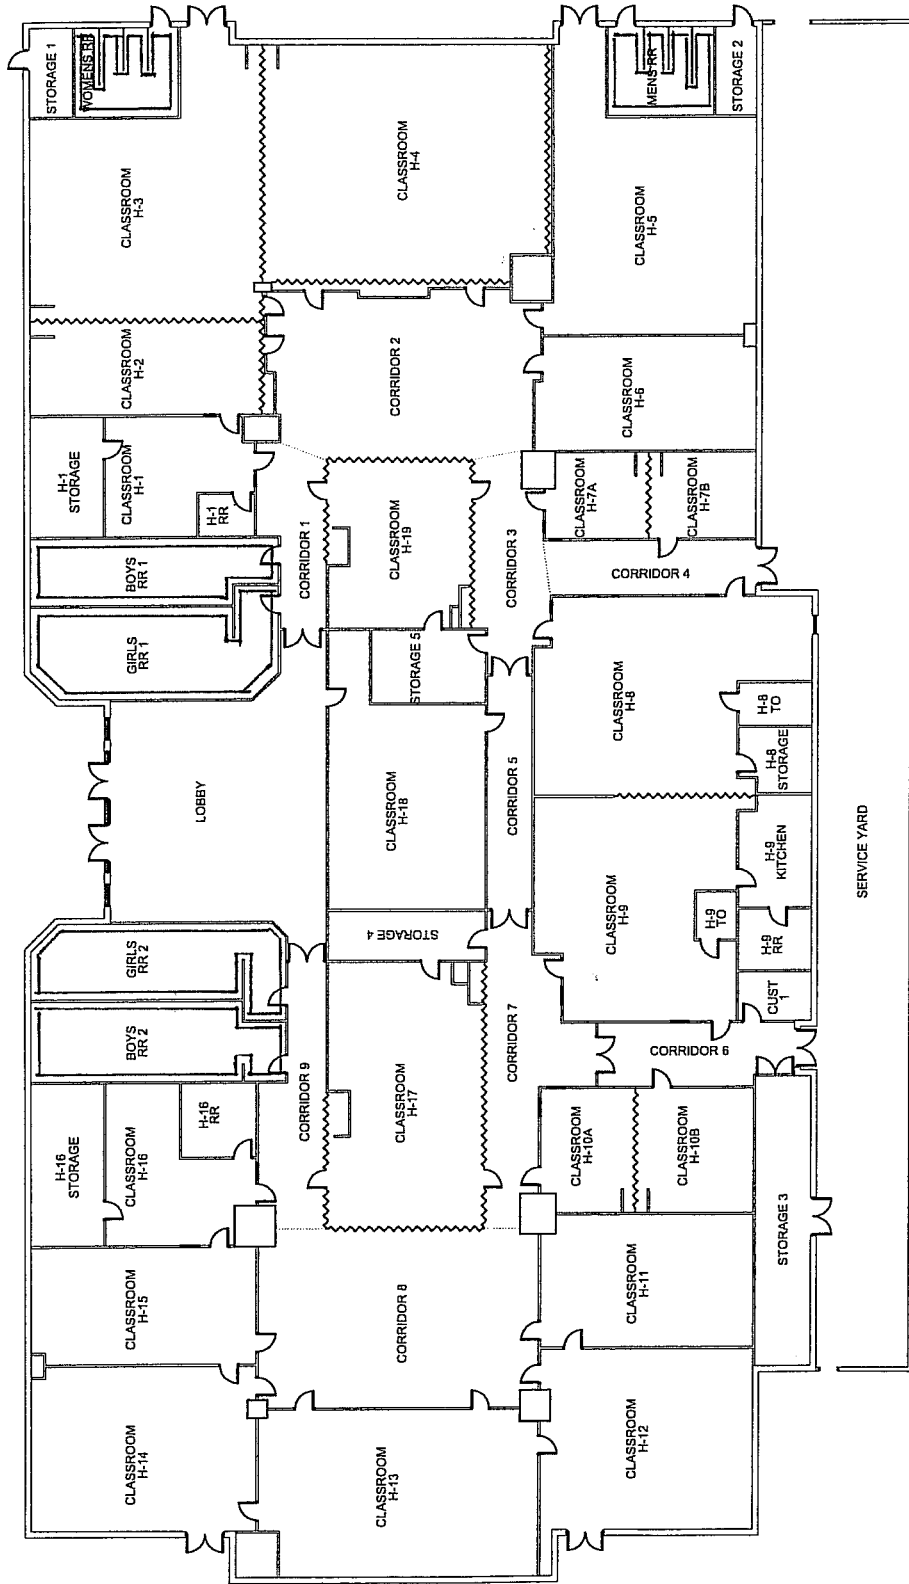 STORAGE 1
WOMENS RR
MENS RR
STORAGE 2
CLASSROOM
H-3
CLASSROOM
H-4
CLASSROOM
H-5
CLASSROOM
H-2
CORRIDOR 2
CLASSROOM
H-6
H-1
STORAGE
CLASSROOM
H-1
H-1
RR
CLASSROOM
H-19
CLASSROOM
H-7A
CLASSROOM
H-7B
BOYS
RR 1
CORRIDOR 1
CORRIDOR 3
CORRIDOR 4
GIRLS
RR 1
STORAGE 5
CLASSROOM
H-8
H-8
TO
H-8
STORAGE
LOBBY
CLASSROOM
H-18
CORRIDOR 5
H-9
KITCHEN
SERVICE YARD
GIRLS
RR 2
STORAGE 4
CLASSROOM
H-9
H-9
TO
H-9
RR
CUST
1
BOYS
RR 2
CORRIDOR 9
CORRIDOR 7
CORRIDOR 6
H-16
STORAGE
CLASSROOM
H-16
H-16
RR
CLASSROOM
H-17
CLASSROOM
H-10A
CLASSROOM
H-10B
STORAGE 3
CLASSROOM
H-15
CORRIDOR 8
CLASSROOM
H-11
CLASSROOM
H-14
CLASSROOM
H-13
CLASSROOM
H-12